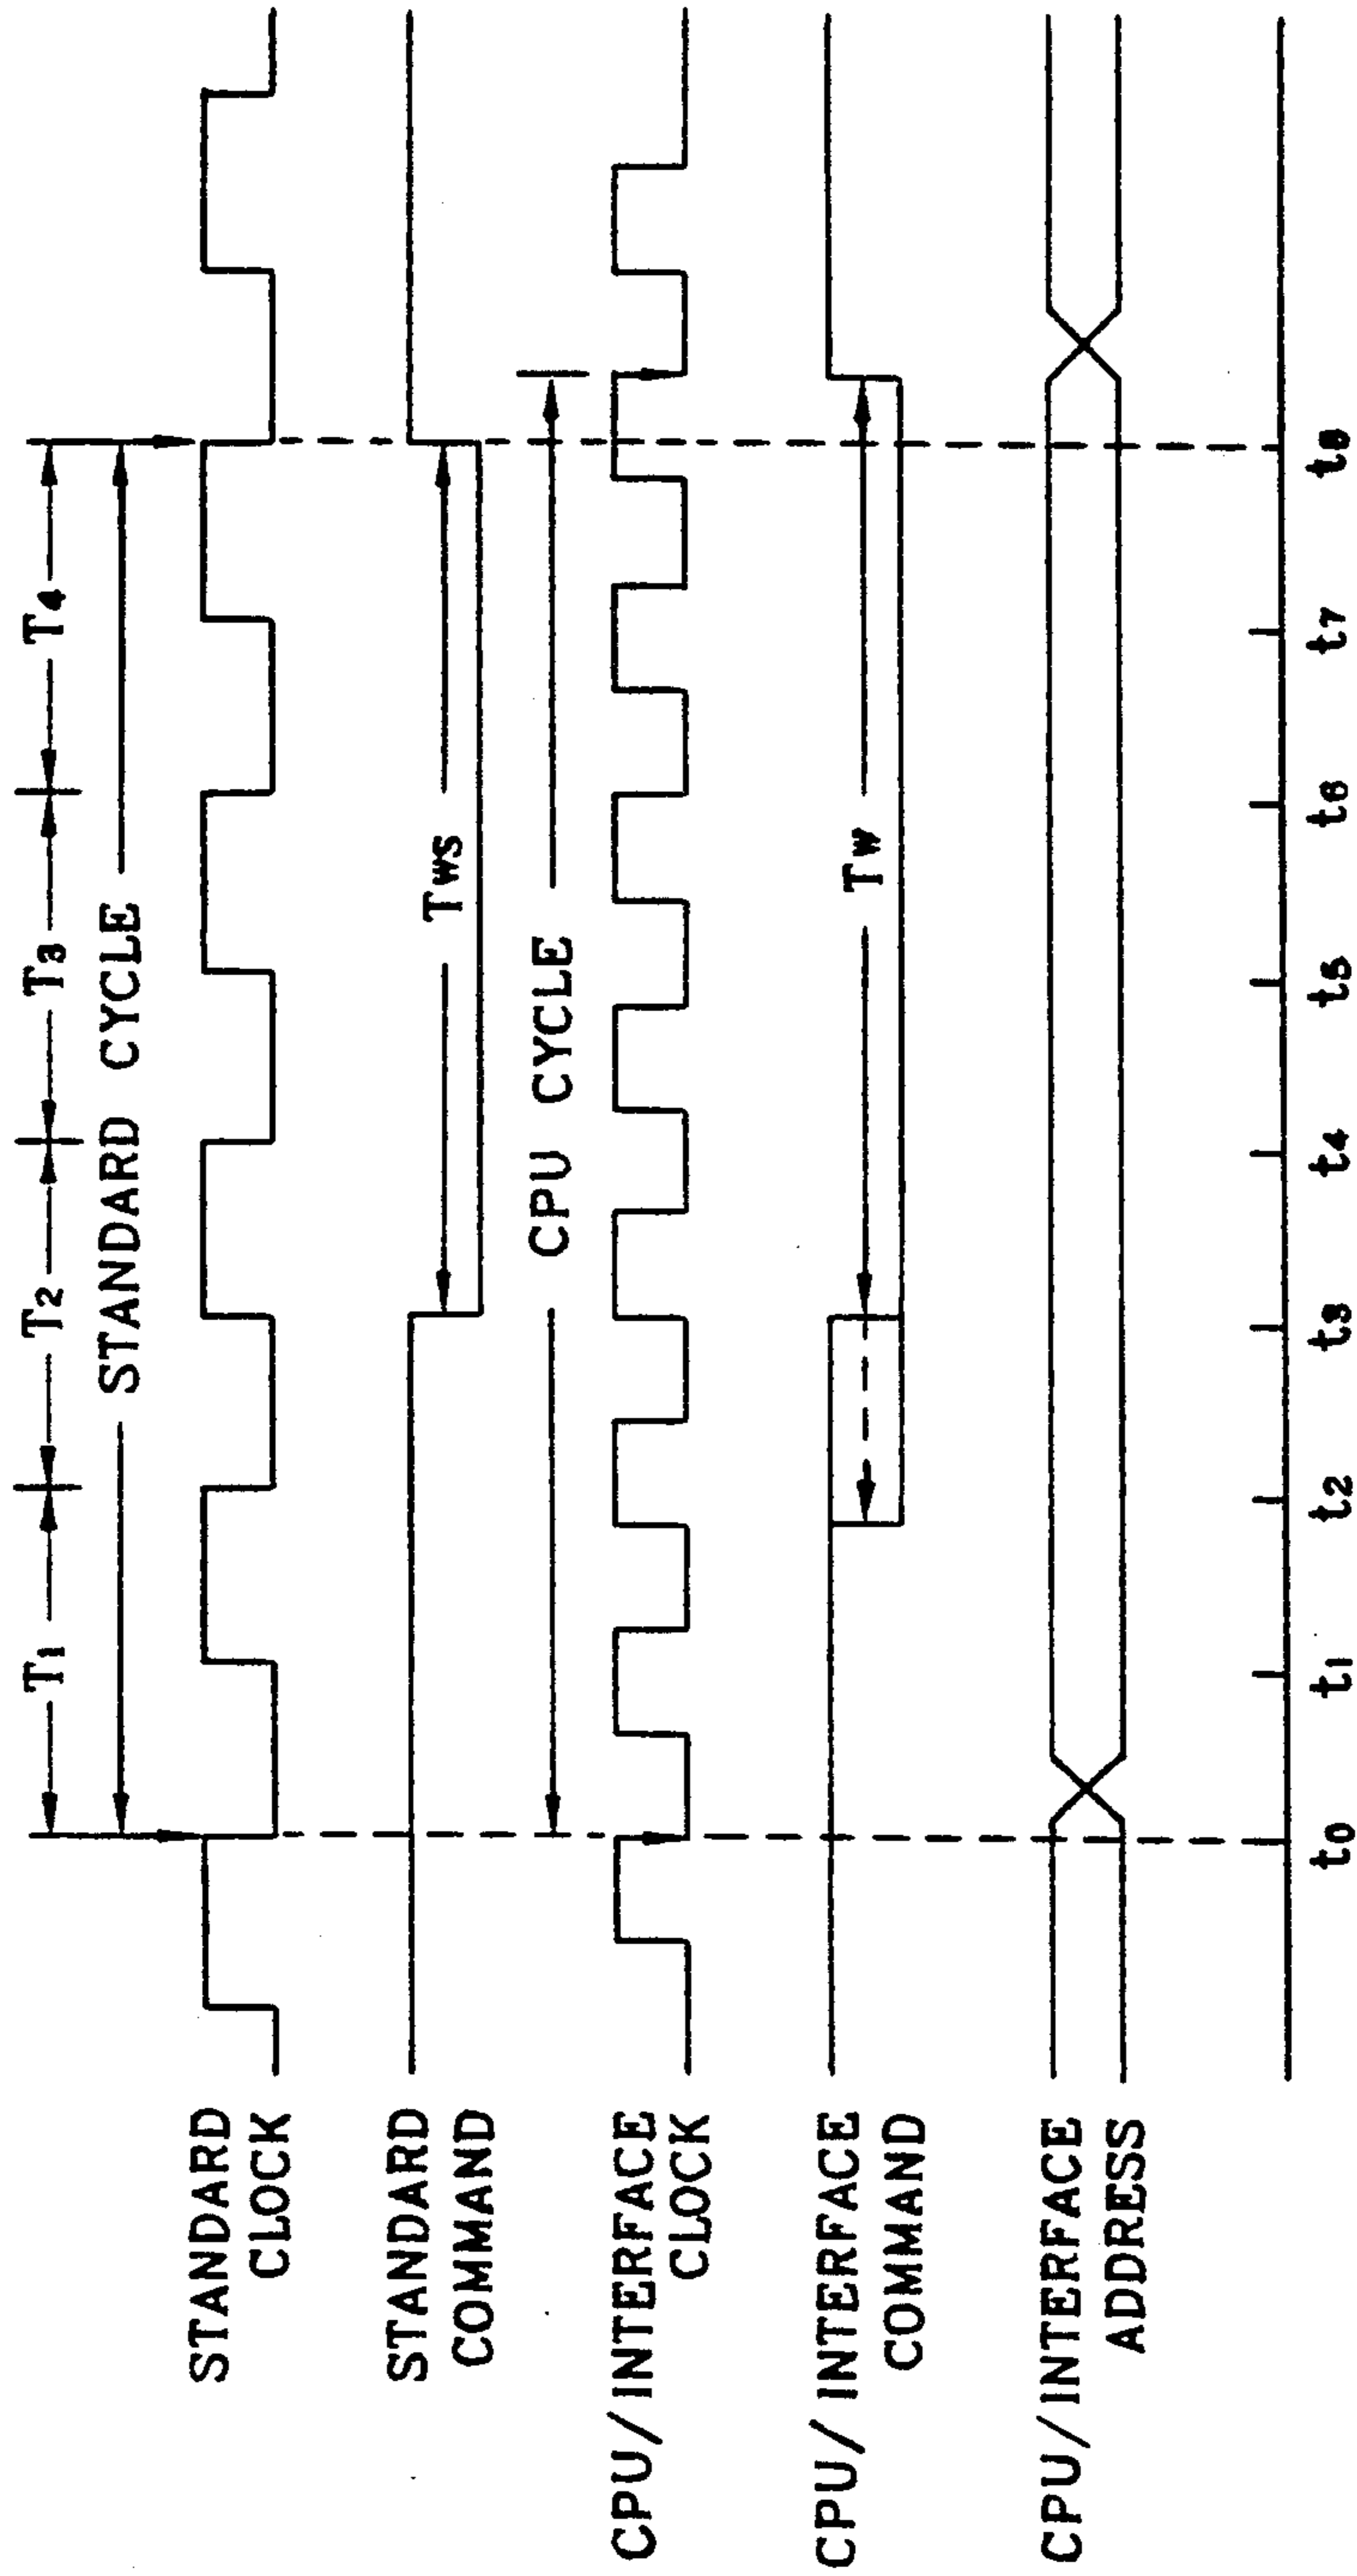 T1 T2 T3 T4
STANDARD CYCLE
STANDARD
CLOCK
STANDARD
COMMAND
Tws
CPU CYCLE
CPU/INTERFACE
CLOCK
CPU/INTERFACE
COMMAND
Tw
CPU/INTERFACE
ADDRESS
t0 t1 t2 t3 t4 t5 t6 t7 t8